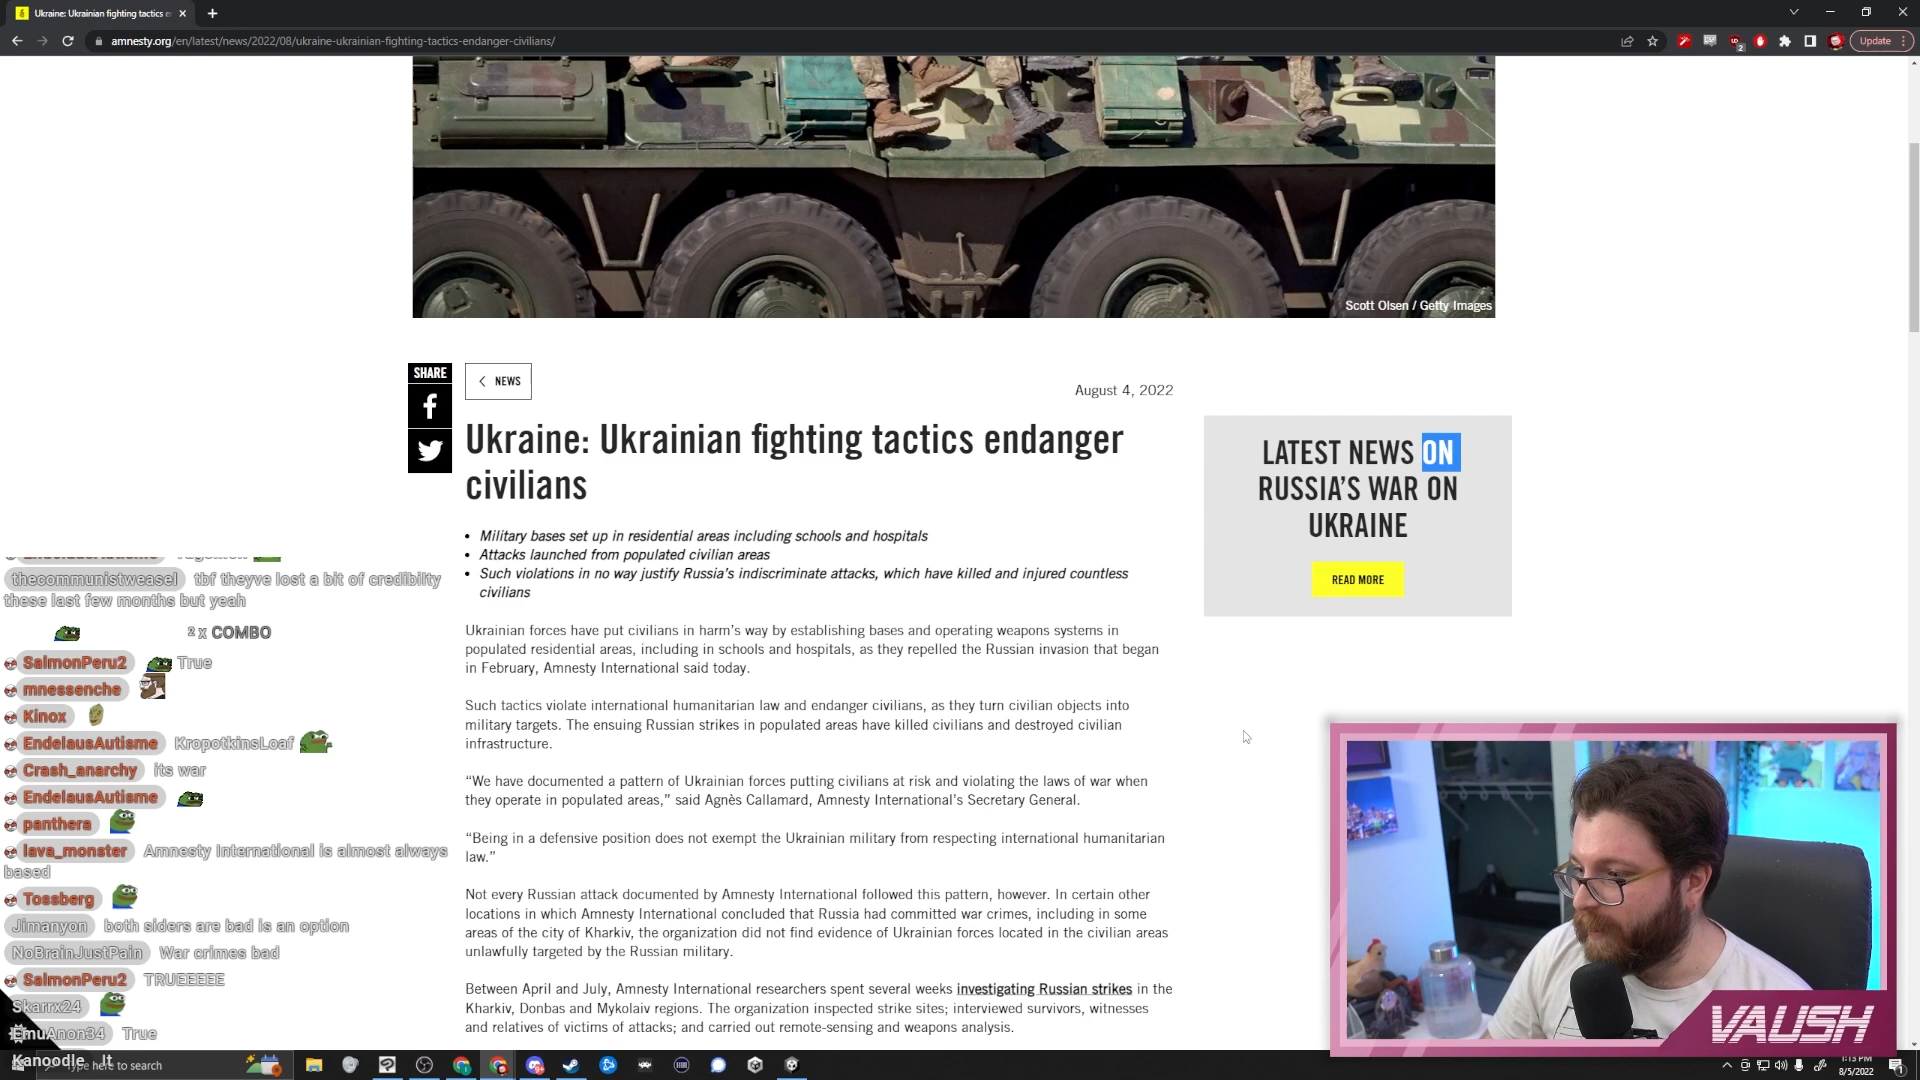 Ukraine: Ukrainian fighting tactics e
amnesty.org/en/latest/news/2022/08/ukraine-ukrainian-fighting-tactics-endanger-civilians/
Update
Scott Olsen / Getty Images
SHARE
NEWS
August 4, 2022
Ukraine: Ukrainian fighting tactics endanger
civilians
• Military bases set up in residential areas including schools and hospitals
• Attacks launched from populated civilian areas
• Such violations in no way justify Russia's indiscriminate attacks, which have killed and injured countless
civilians
Ukrainian forces have put civilians in harm's way by establishing bases and operating weapons systems in
populated residential areas, including in schools and hospitals, as they repelled the Russian invasion that began
in February, Amnesty International said today.
Such tactics violate international humanitarian law and endanger civilians, as they turn civilian objects into
military targets. The ensuing Russian strikes in populated areas have killed civilians and destroyed civilian
infrastructure.
“We have documented a pattern of Ukrainian forces putting civilians at risk and violating the laws of war when
they operate in populated areas,” said Agnès Callamard, Amnesty International’s Secretary General.
“Being in a defensive position does not exempt the Ukrainian military from respecting international humanitarian
law.”
Not every Russian attack documented by Amnesty International followed this pattern, however. In certain other
locations in which Amnesty International concluded that Russia had committed war crimes, including in some
areas of the city of Kharkiv, the organization did not find evidence of Ukrainian forces located in the civilian areas
unlawfully targeted by the Russian military.
Between April and July, Amnesty International researchers spent several weeks investigating Russian strikes in the
Kharkiv, Donbas and Mykolaiv regions. The organization inspected strike sites; interviewed survivors, witnesses
and relatives of victims of attacks; and carried out remote-sensing and weapons analysis.
LATEST NEWS ON
RUSSIA'S WAR ON
UKRAINE
READ MORE
thecommunistweasel tbf theyve lost a bit of credibilty
these last few months but yeah
2 x COMBO
SalmonPeru2 True
mnessenche
Kinox
EndelausAutisme KropotkinsLoaf
Crash_anarchy its war
EndelausAutisme
panthera
lava_monster Amnesty International is almost always
based
Tossberg
Jimanyon both siders are bad is an option
NoBrainJustPain War crimes bad
SalmonPeru2 TRUEEEEE
Skarrx24
EmuAnon34 True
Kanoodle_It
Type here to search
VAUSH
1:13 PM
8/5/2022